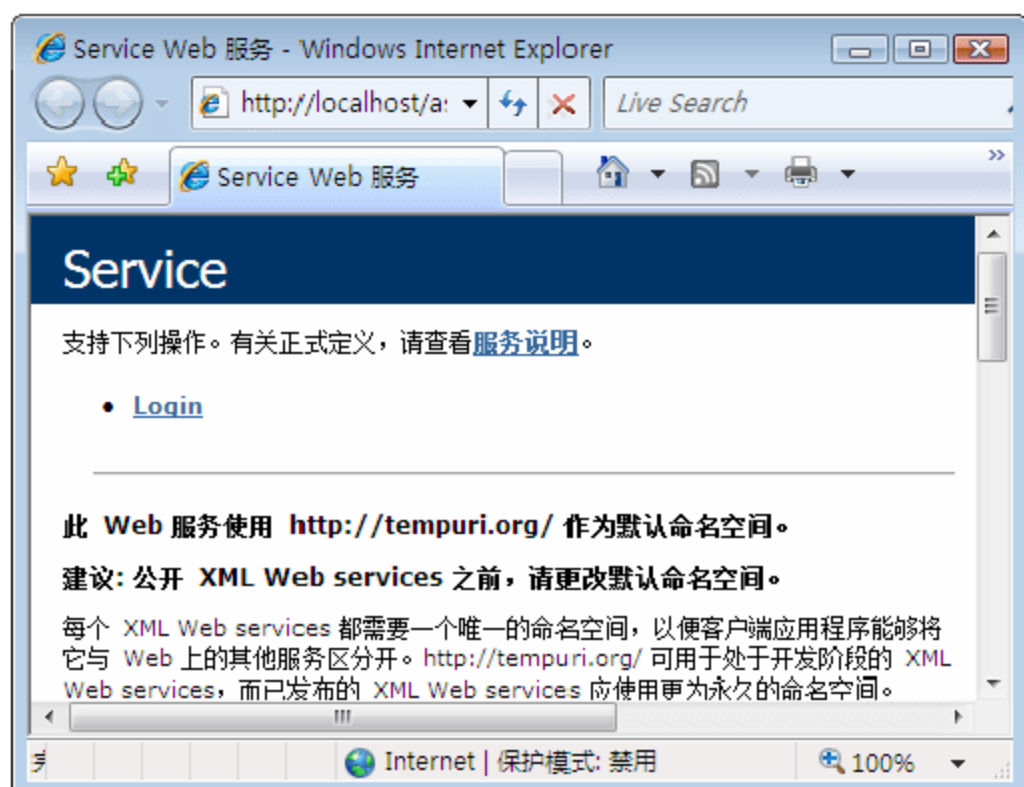 Service Web 服务 - Windows Internet Explorer
http://localhost/a
Live Search
Service Web 服务
Service
支持下列操作。有关正式定义，请查看服务说明。
• Login
此 Web 服务使用 http://tempuri.org/ 作为默认命名空间。
建议: 公开 XML Web services 之前，请更改默认命名空间。
每个 XML Web services 都需要一个唯一的命名空间，以便客户端应用程序能够将
它与 Web 上的其他服务区分开。http://tempuri.org/ 可用于处于开发阶段的 XML
Web services，而已发布的 XML Web services 应使用更为永久的命名空间。
Internet | 保护模式: 禁用
100%